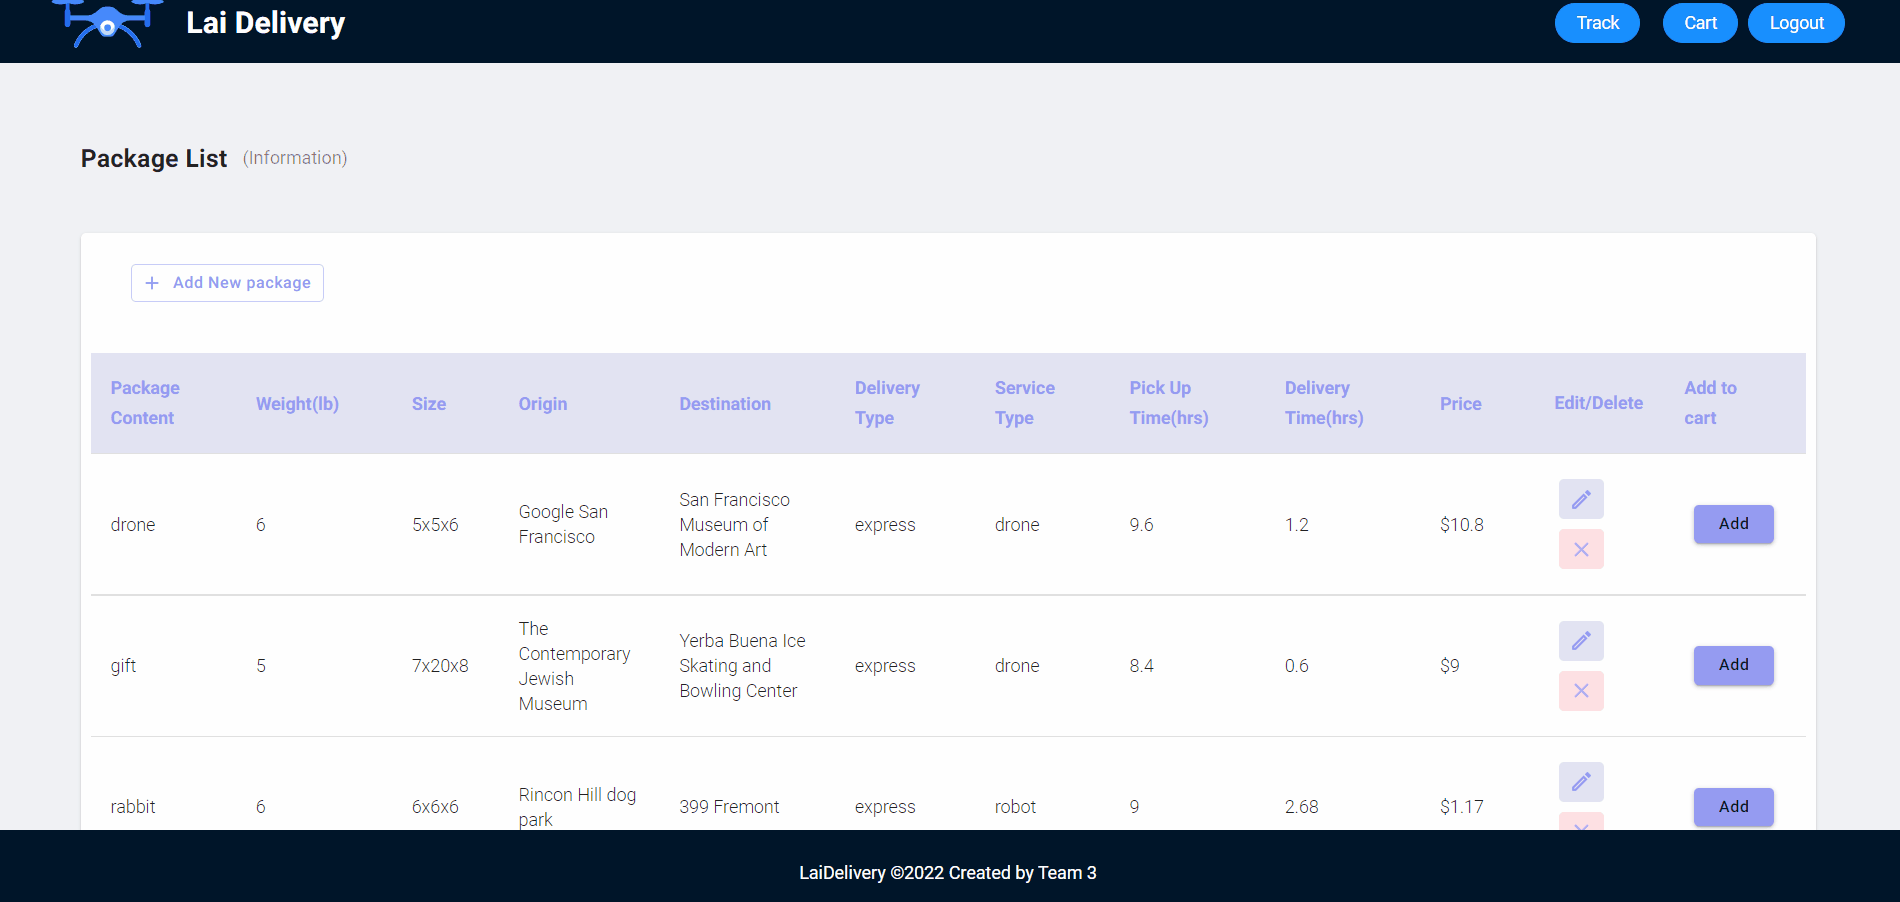 Lai Delivery
Track
Cart
Logout
Package List (Information)
+ Add New package
Package Content
Weight(lb)
Size
Origin
Destination
Delivery Type
Service Type
Pick Up Time(hrs)
Delivery Time(hrs)
Price
Edit/Delete
Add to cart
drone
6
5x5x6
Google San
Francisco
San Francisco
Museum of
Modern Art
express
drone
9.6
1.2
$10.8
Add
gift
5
7x20x8
The
Contemporary
Jewish
Museum
Yerba Buena Ice
Skating and
Bowling Center
express
drone
8.4
0.6
$9
Add
rabbit
6
6x6x6
Rincon Hill dog
park
399 Fremont
express
robot
9
2.68
$1.17
Add
LaiDelivery ©2022 Created by Team 3